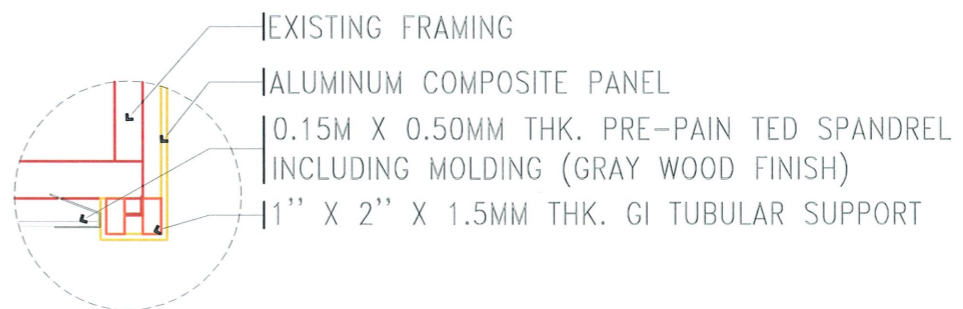 EXISTING FRAMING
ALUMINUM COMPOSITE PANEL
0.15M X 0.50MM THK. PRE-PAIN TED SPANDREL
INCLUDING MOLDING (GRAY WOOD FINISH)
1'' X 2'' X 1.5MM THK. GI TUBULAR SUPPORT